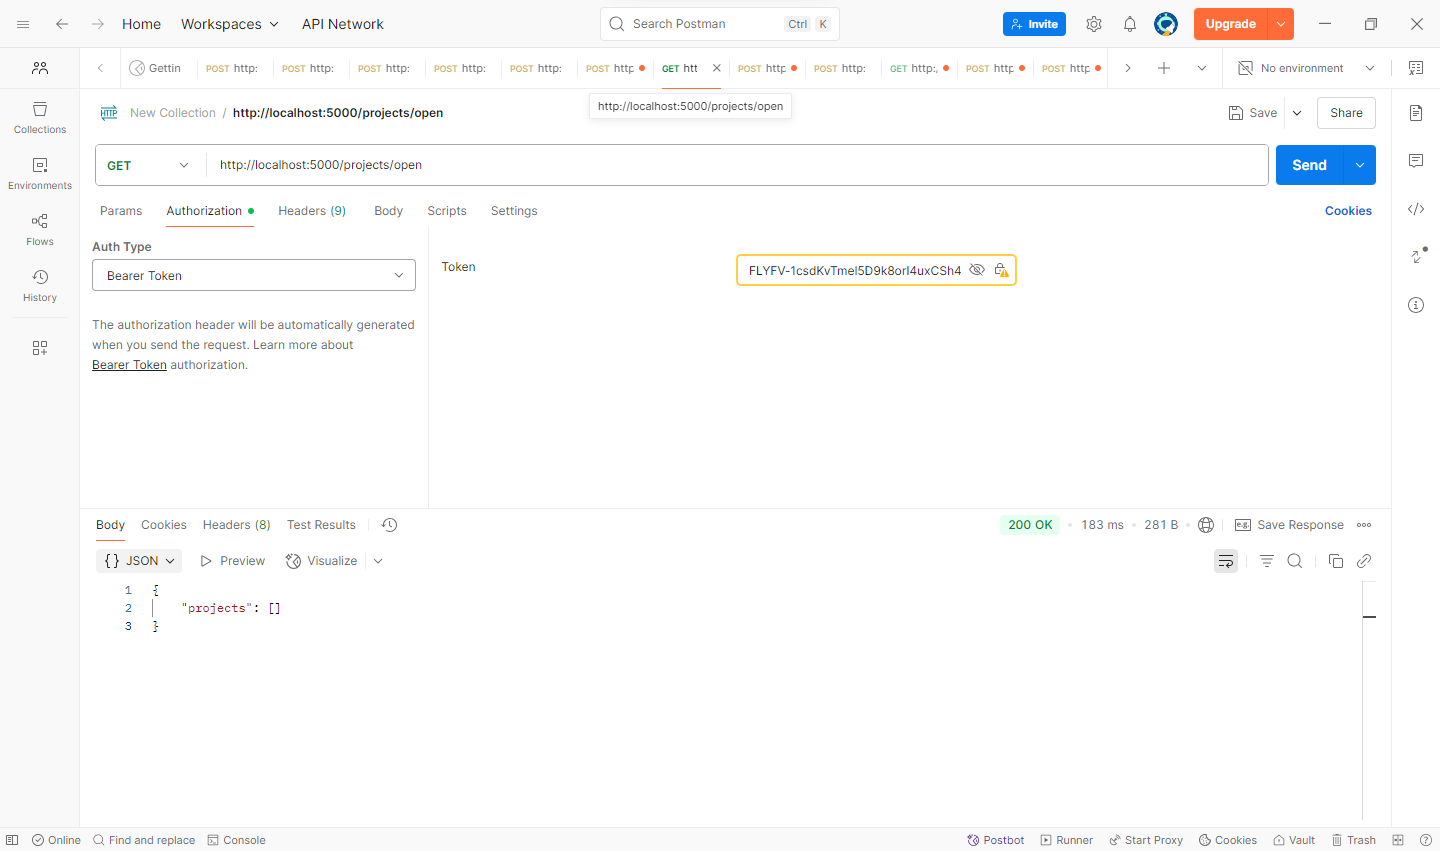 Home Workspaces API Network Search Postman Ctrl K Invite Upgrade
Gettin POST http: POST http: POST http: POST http: POST http: POST http GET htt POST http POST http: GET http:, POST http POST http No environment
HTTP New Collection / http://localhost:5000/projects/open http://localhost:5000/projects/open Save Share
Collections
Environments
Flows
History
GET http://localhost:5000/projects/open Send
Params Authorization Headers (9) Body Scripts Settings Cookies
Auth Type
Bearer Token
Token FLYFV-1csdKvTmel5D9k8orI4uxCSh4
The authorization header will be automatically generated
when you send the request. Learn more about
Bearer Token authorization.
Body Cookies Headers (8) Test Results 200 OK • 183 ms • 281 B • e.g. Save Response
{} JSON Preview Visualize
1 {
2 "projects": []
3 }
Online Find and replace Console Postbot Runner Start Proxy Cookies Vault Trash